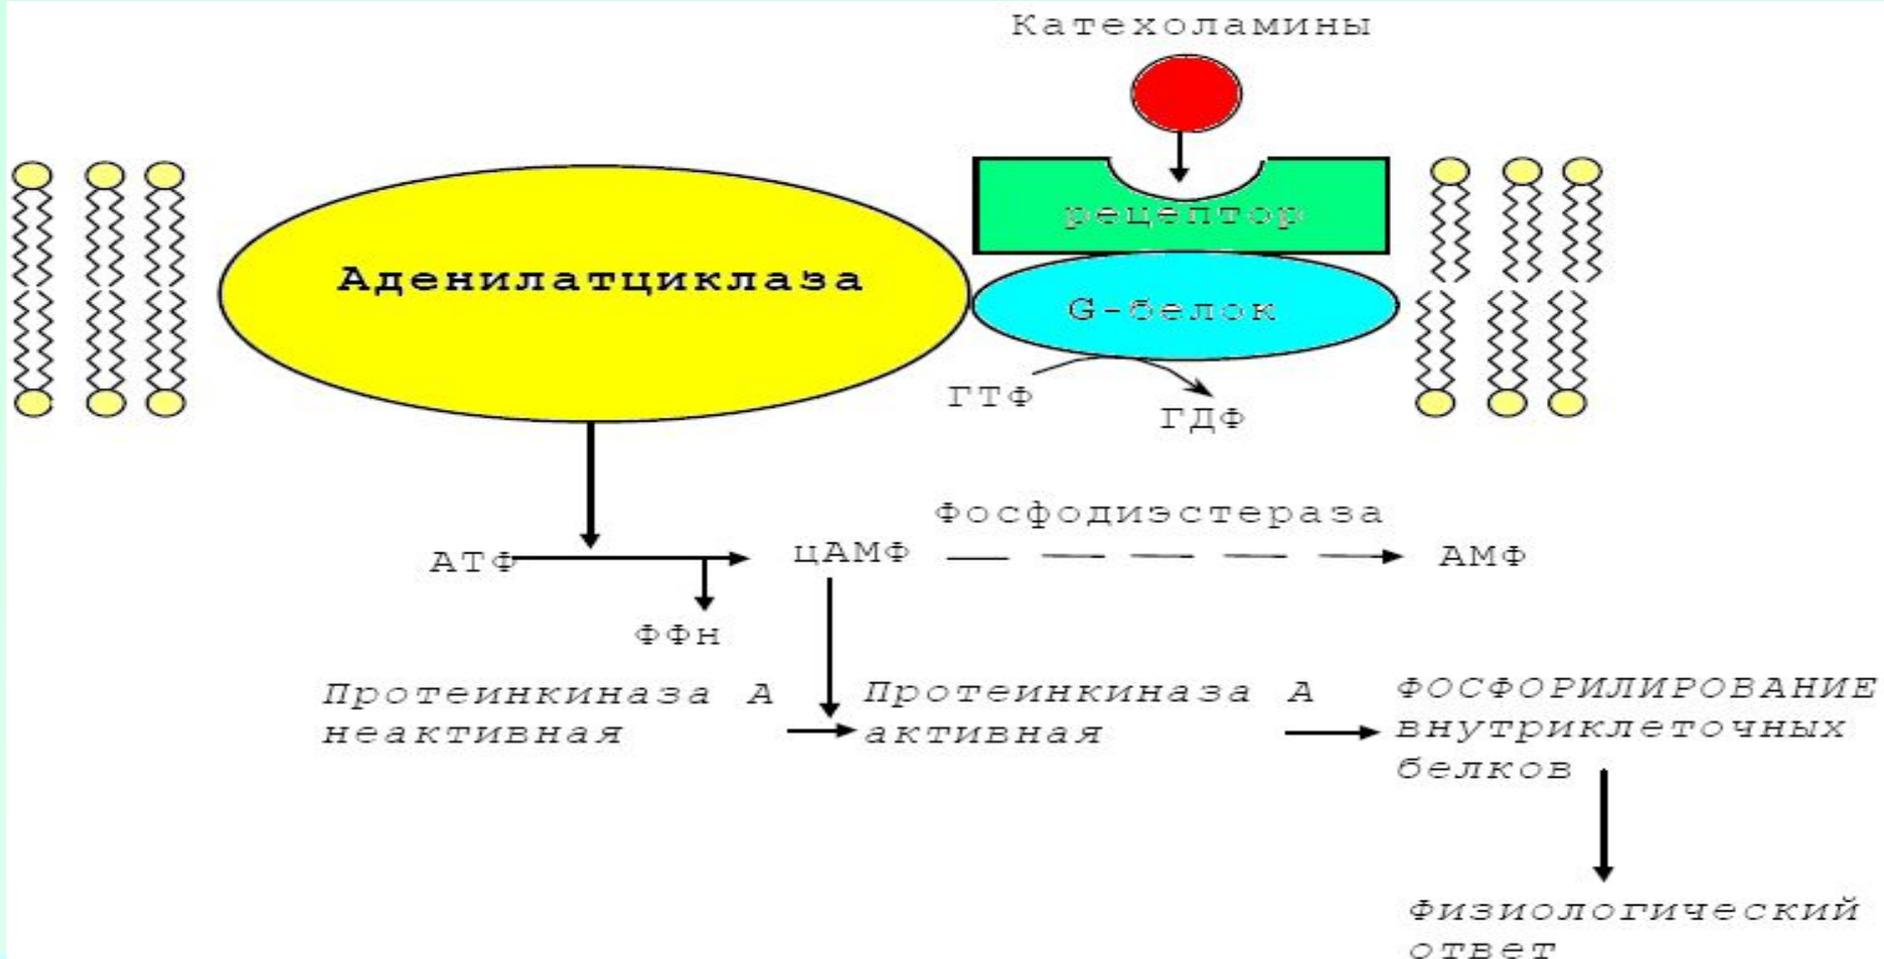 Катехоламины
рецептор
Аденилатциклаза
G-белок
ГТФ
ГДФ
Фосфодиэстераза
АТФ
цАМФ
АМФ
ФФн
Протеинкиназа А
неактивная
Протеинкиназа А
активная
ФОСФОРИЛИРОВАНИЕ
внутриклеточных
белков
Физиологический
ответ